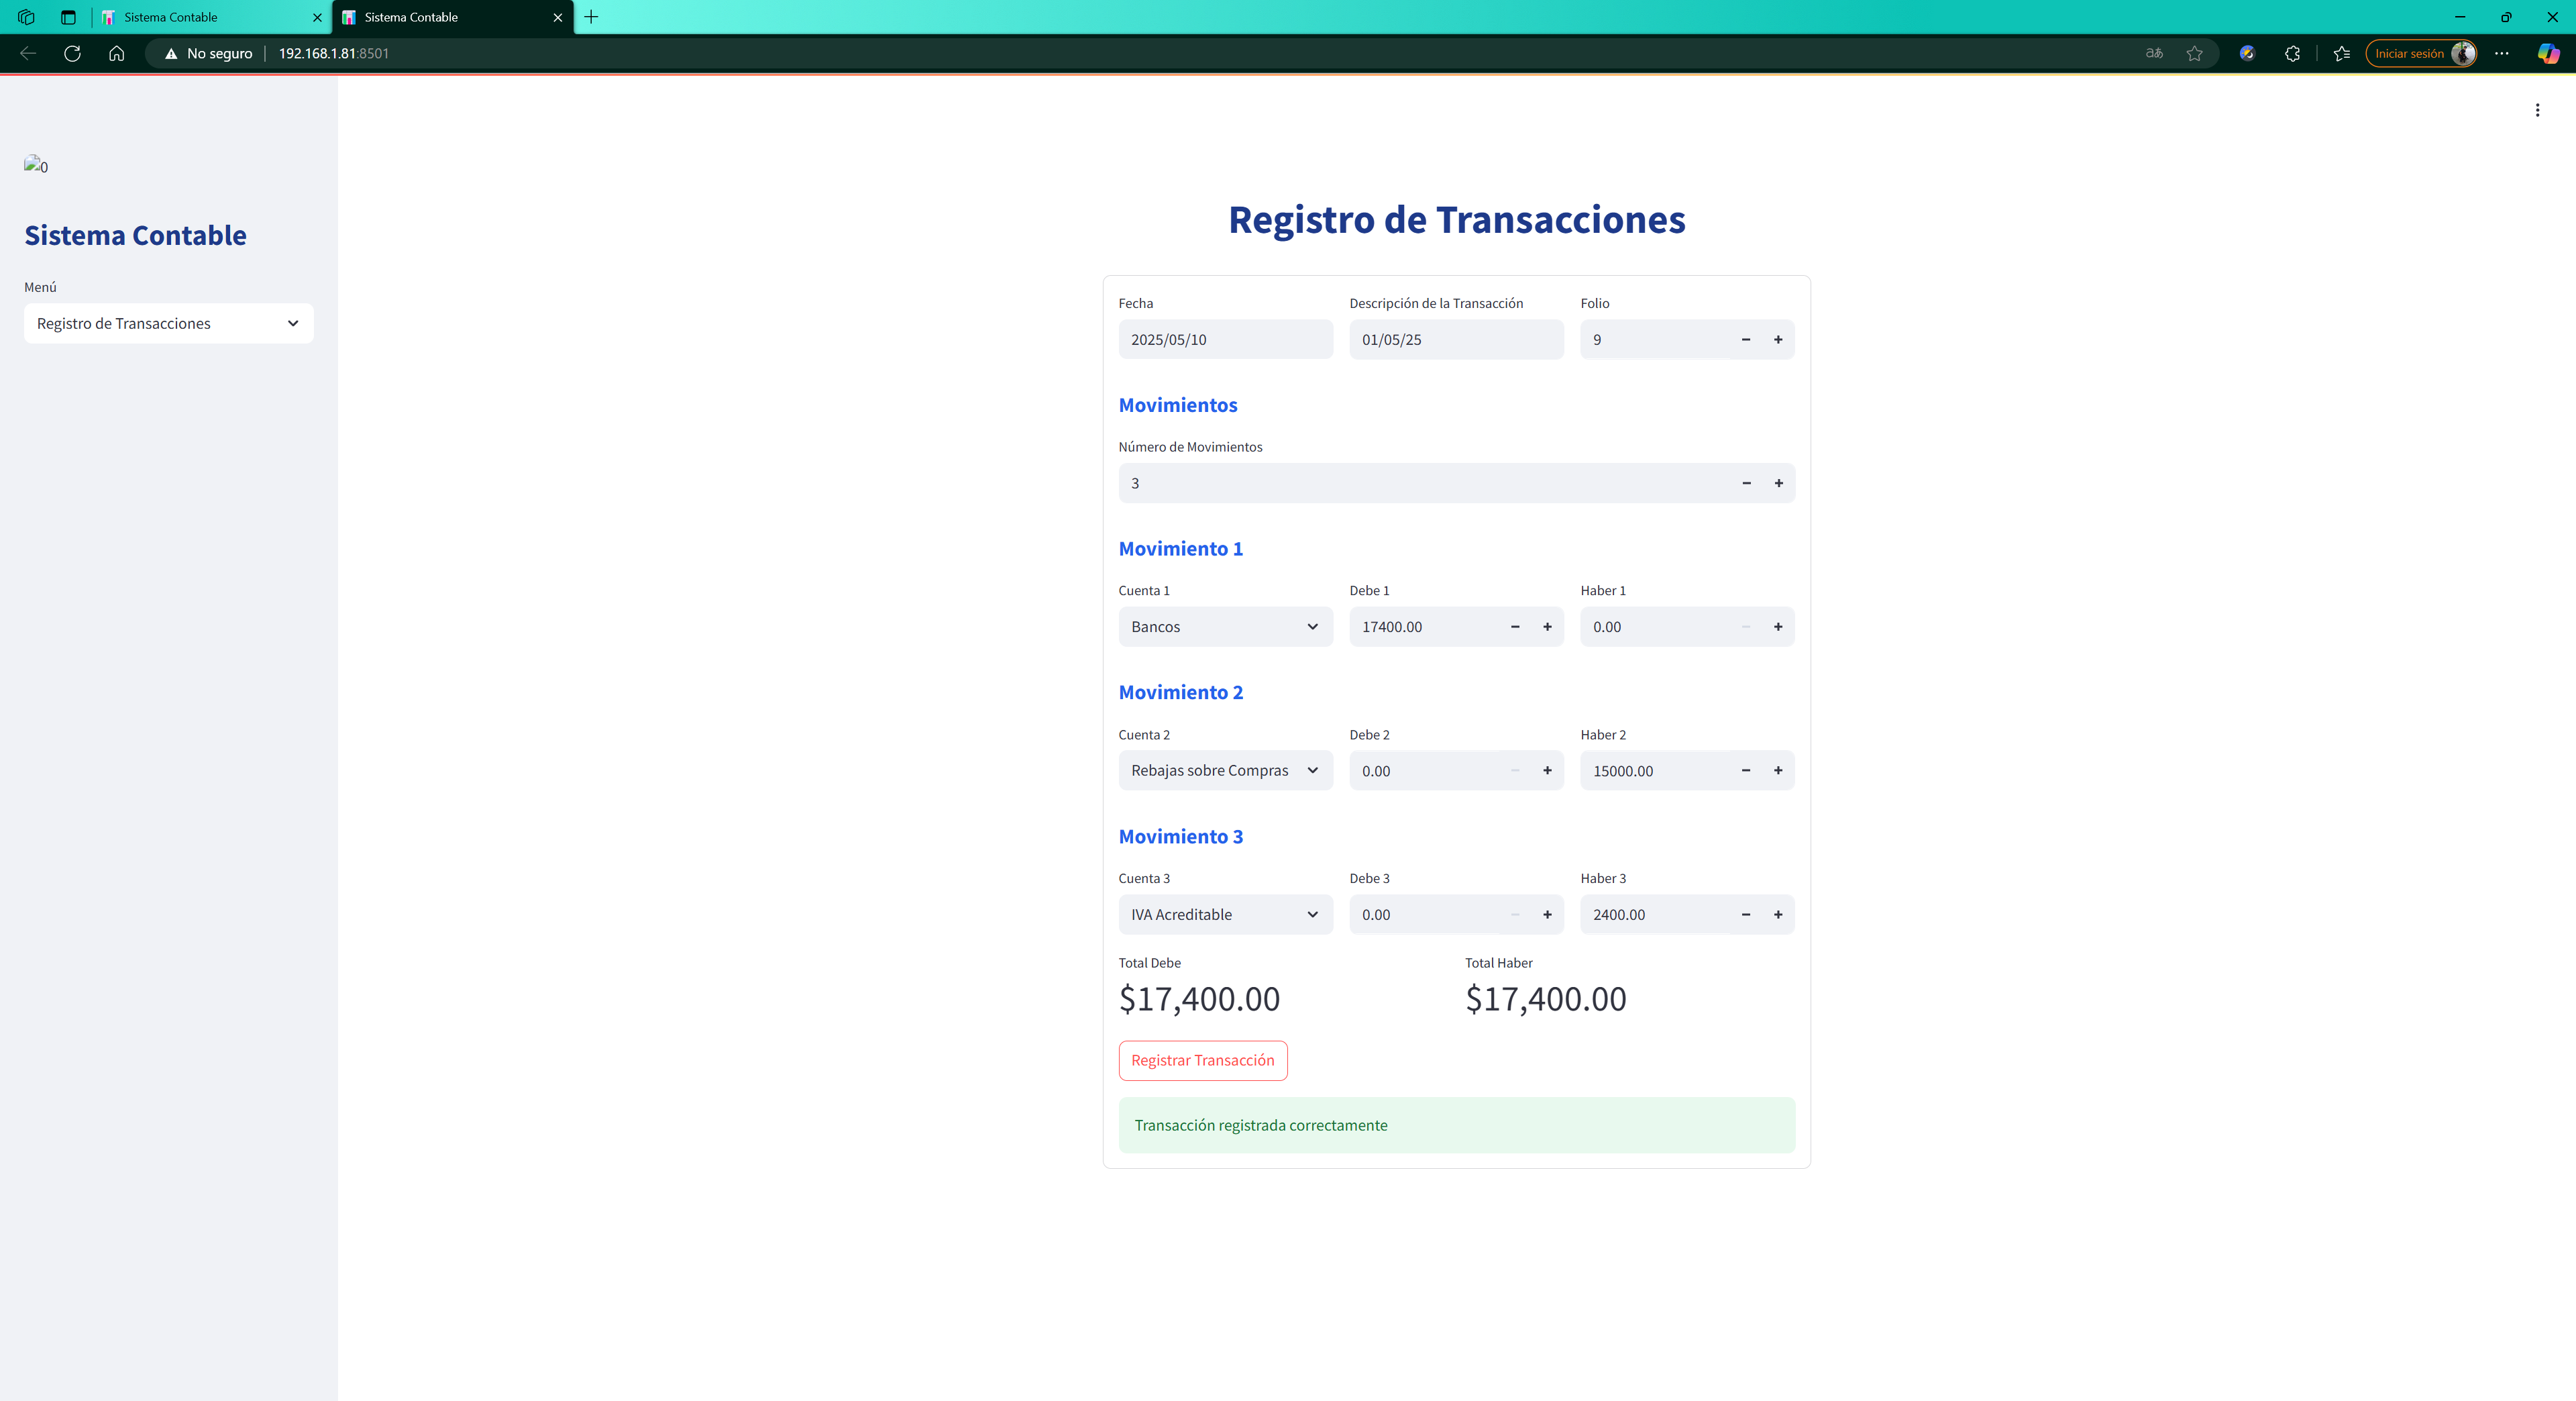 Sistema Contable
Sistema Contable
No seguro
192.168.1.81:8501
aあ
Iniciar sesión
0
Sistema Contable
Menú
Registro de Transacciones
Registro de Transacciones
Fecha Descripción de la Transacción Folio
2025/05/10 01/05/25 9
Movimientos
Número de Movimientos
3
Movimiento 1
Cuenta 1 Debe 1 Haber 1
Bancos 17400.00 0.00
Movimiento 2
Cuenta 2 Debe 2 Haber 2
Rebajas sobre Compras 0.00 15000.00
Movimiento 3
Cuenta 3 Debe 3 Haber 3
IVA Acreditable 0.00 2400.00
Total Debe Total Haber
$17,400.00 $17,400.00
Registrar Transacción
Transacción registrada correctamente